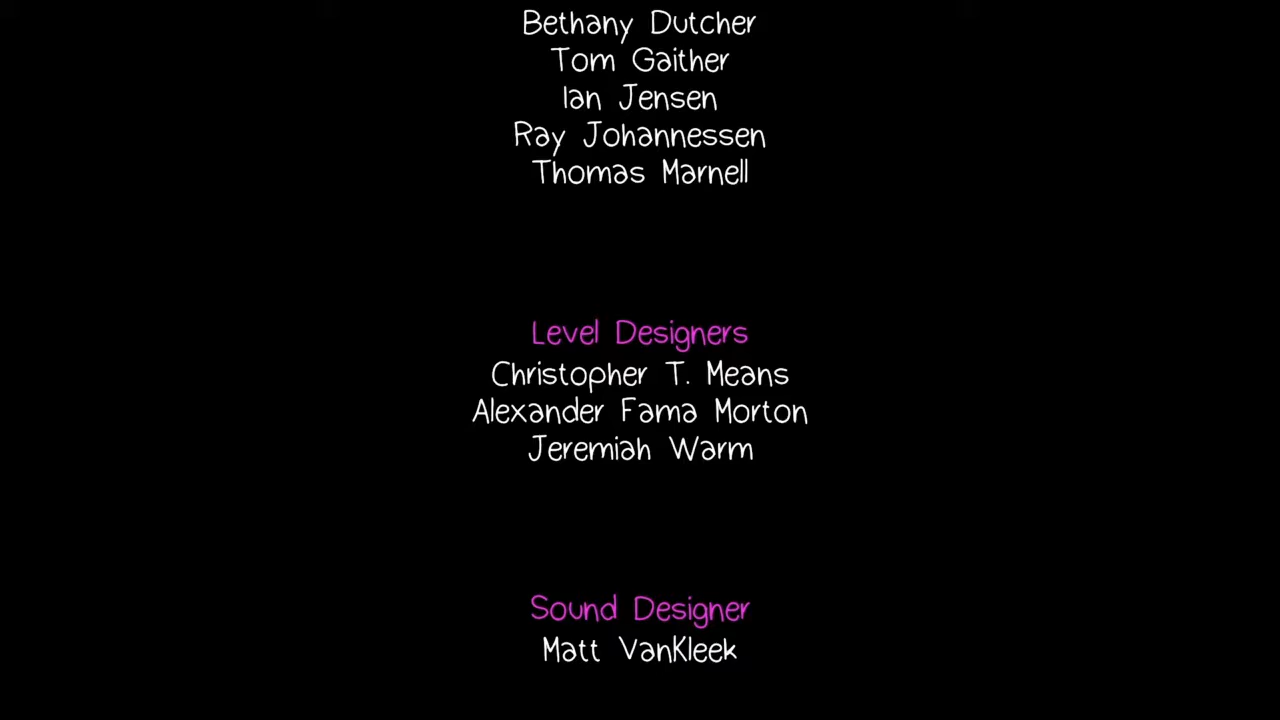 Bethany Dutcher
Tom Gaither
Ian Jensen
Ray Johannessen
Thomas Marnell
Level Designers
Christopher T. Means
Alexander Fama Morton
Jeremiah Warm
Sound Designer
Matt VanKleek